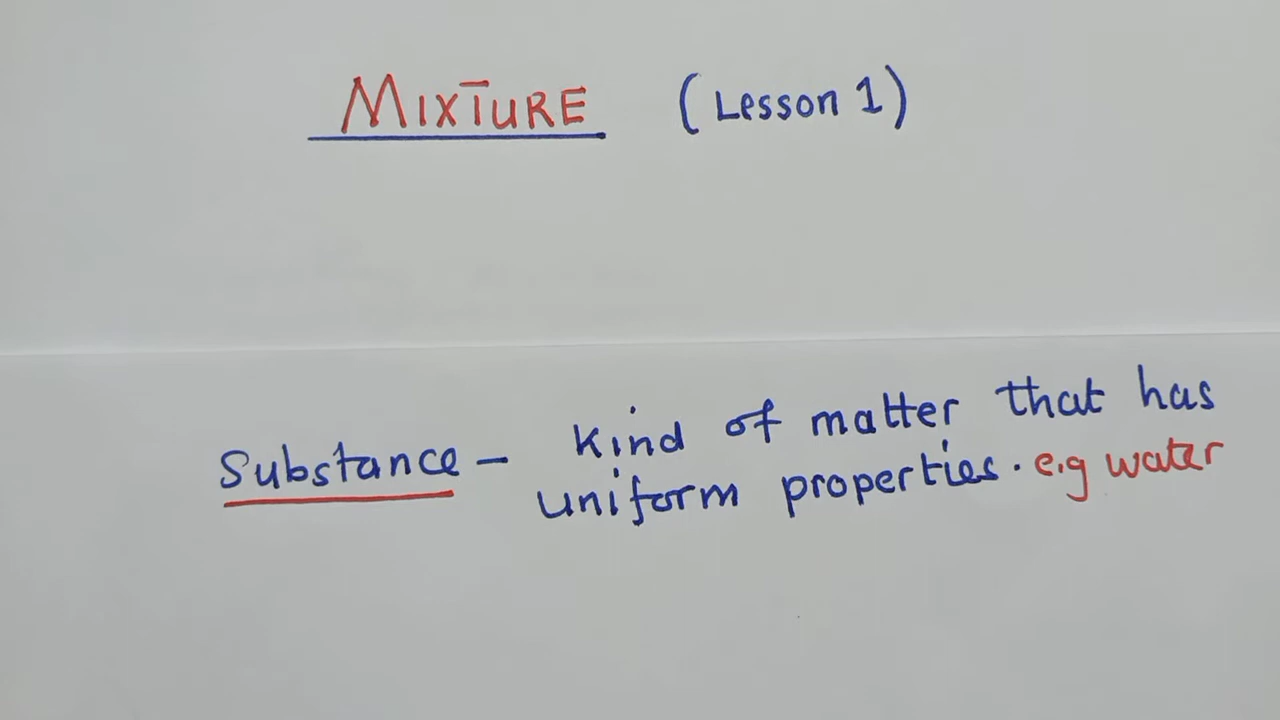 MIXTURE (Lesson 1)
Substance - Kind of matter that has
uniform properties. e.g water